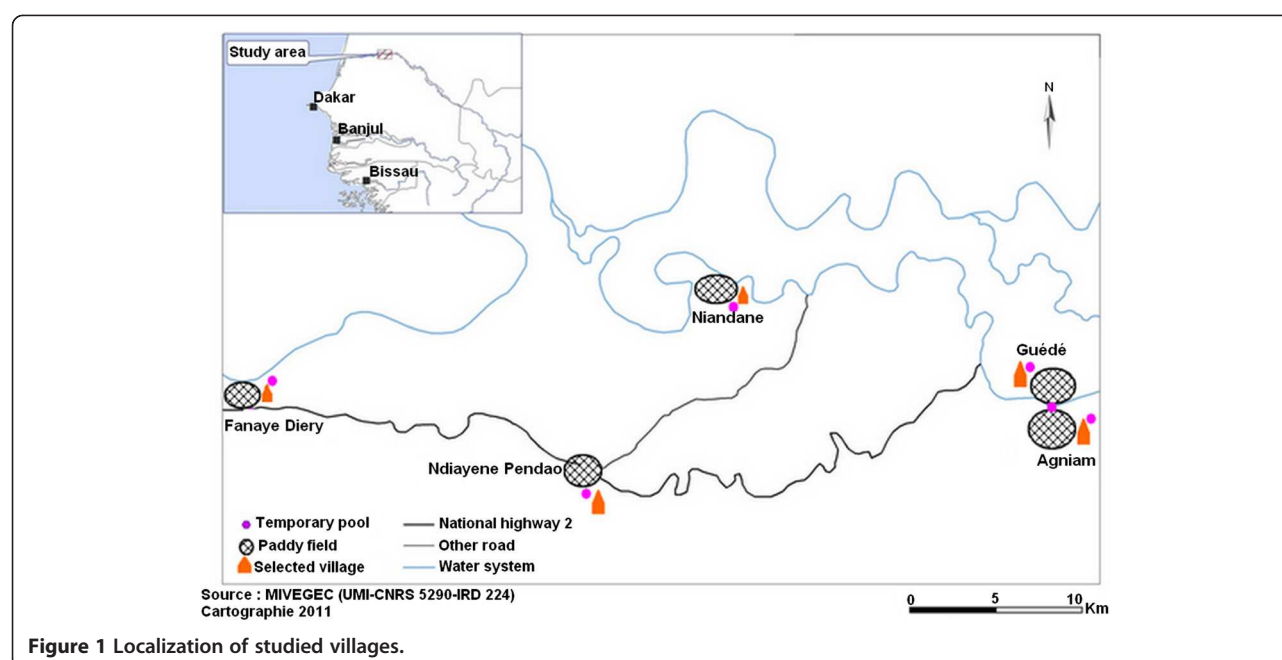 Study area
Dakar
Banjul
Bissau
N
Niandane
Guédé
Fanaye Diery
Agniam
Ndiayene Pendao
Temporary pool
National highway 2
Paddy field
Other road
Selected village
Water system
Source : MIVEGEC (UMI-CNRS 5290-IRD 224)
Cartographie 2011
0 5 10 Km
Figure 1 Localization of studied villages.